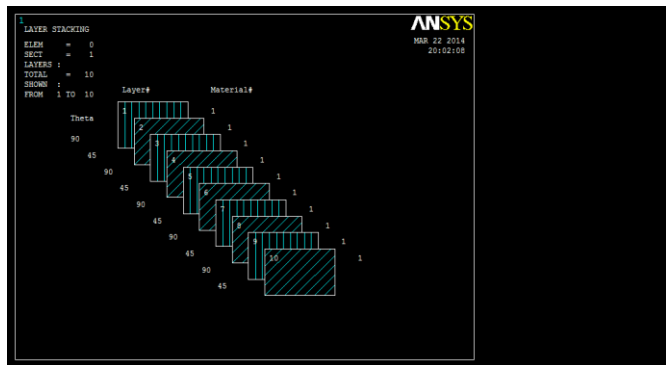 1
ANSYS
LAYER STACKING
MAR 22 2014
20:02:08
ELEM = 0
SECT = 1
LAYERS :
TOTAL = 10
SHOWN :
FROM 1 TO 10
Layer# Material#
Theta
1 1
90 2 1
45 3 1
90 4 1
45 5 1
90 6 1
45 7 1
90 8 1
45 9 1
90 10 1
45